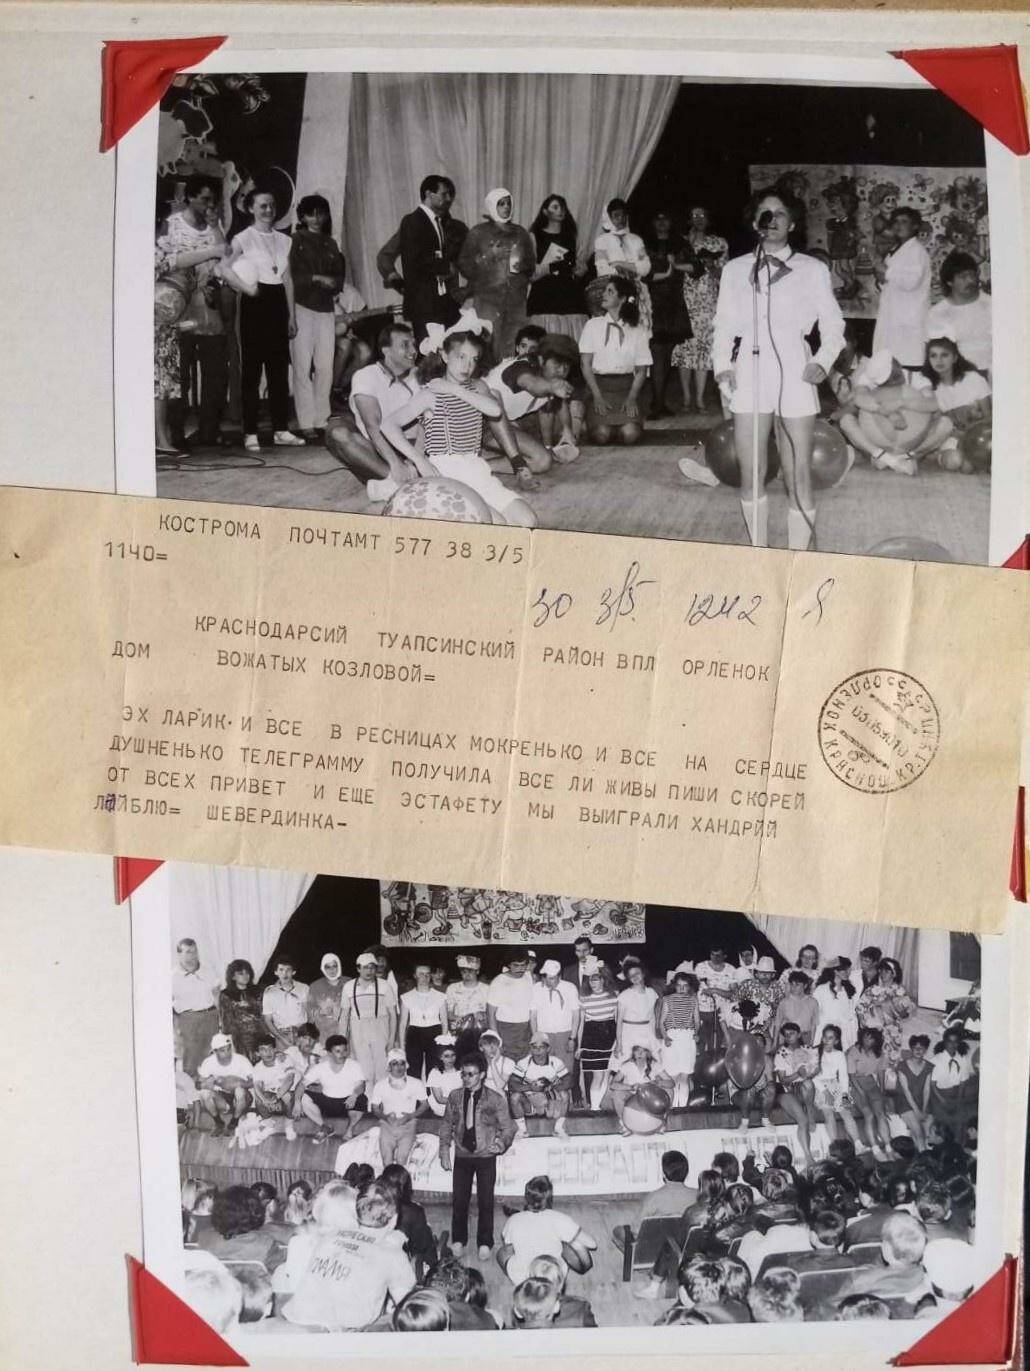 КОСТРОМА ПОЧТАМТ 577 38 3/5
1140=
30 3/5. 1242
КРАСНОДАРСИЙ ТУАПСИНСКИЙ РАЙОН ВПЛ ОРЛЕНОК
ДОМ ВОЖАТЫХ КОЗЛОВОЙ=
ЭХ ЛАРИК И ВСЕ В РЕСНИЦАХ МОКРЕНЬКО И ВСЕ НА СЕРДЦЕ
ДУШНЕНЬКО ТЕЛЕГРАММУ ПОЛУЧИЛА ВСЕ ЛИ ЖИВЫ ПИШИ СКОРЕЙ
ОТ ВСЕХ ПРИВЕТ И ЕЩЕ ЭСТАФЕТУ МЫ ВЫИГРАЛИ ХАНДРЙЙ
ШЕВЕРДИНКА-